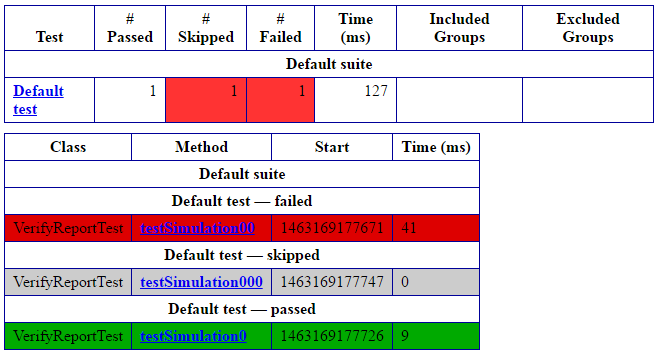 Test # Passed # Skipped # Failed Time (ms) Included Groups Excluded Groups
Default suite
Default test 1 1 1 127
Class Method Start Time (ms)
Default suite
Default test — failed
VerifyReportTest testSimulation00 1463169177671 41
Default test — skipped
VerifyReportTest testSimulation000 1463169177747 0
Default test — passed
VerifyReportTest testSimulation0 1463169177726 9